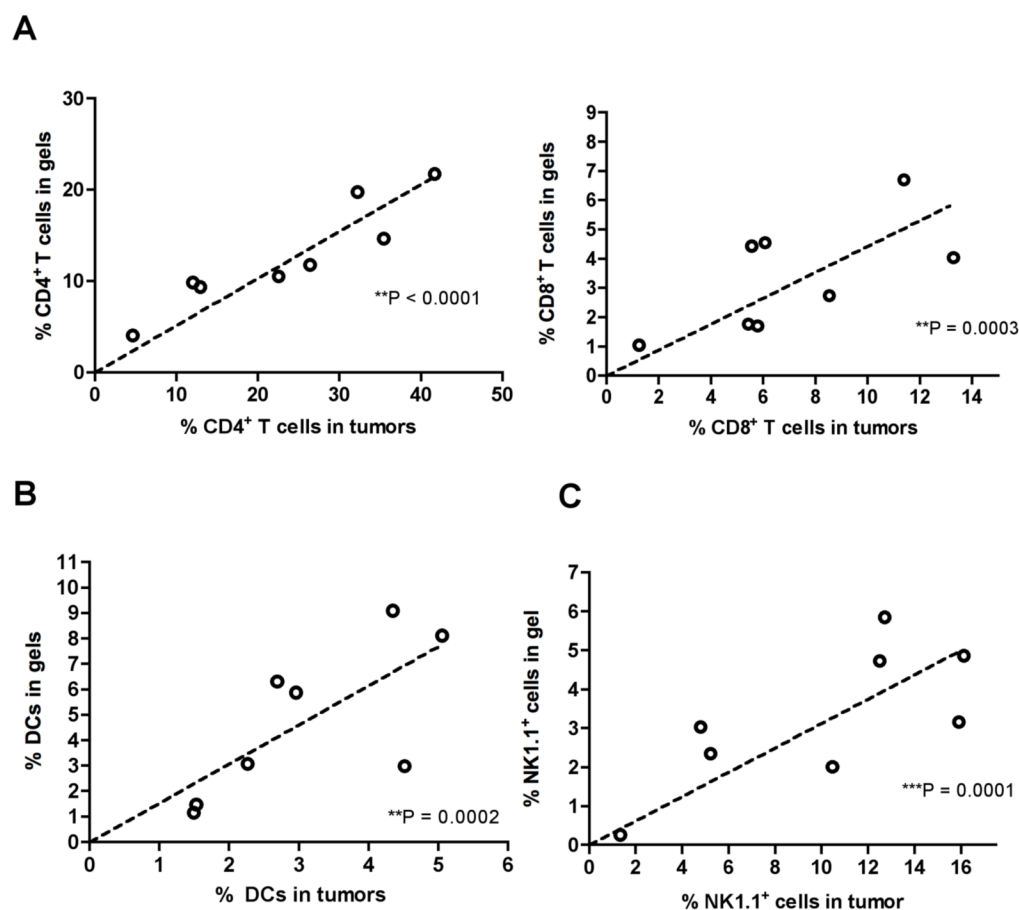 A
30
20
10
0
% CD4⁺ T cells in gels
**P < 0.0001
0 10 20 30 40 50
% CD4⁺ T cells in tumors
9
8
7
6
5
4
3
2
1
0
% CD8⁺ T cells in gels
**P = 0.0003
0 2 4 6 8 10 12 14
% CD8⁺ T cells in tumors
B
11
10
9
8
7
6
5
4
3
2
1
0
% DCs in gels
**P = 0.0002
0 1 2 3 4 5 6
% DCs in tumors
C
7
6
5
4
3
2
1
0
% NK1.1⁺ cells in gel
***P = 0.0001
0 2 4 6 8 10 12 14 16
% NK1.1⁺ cells in tumor